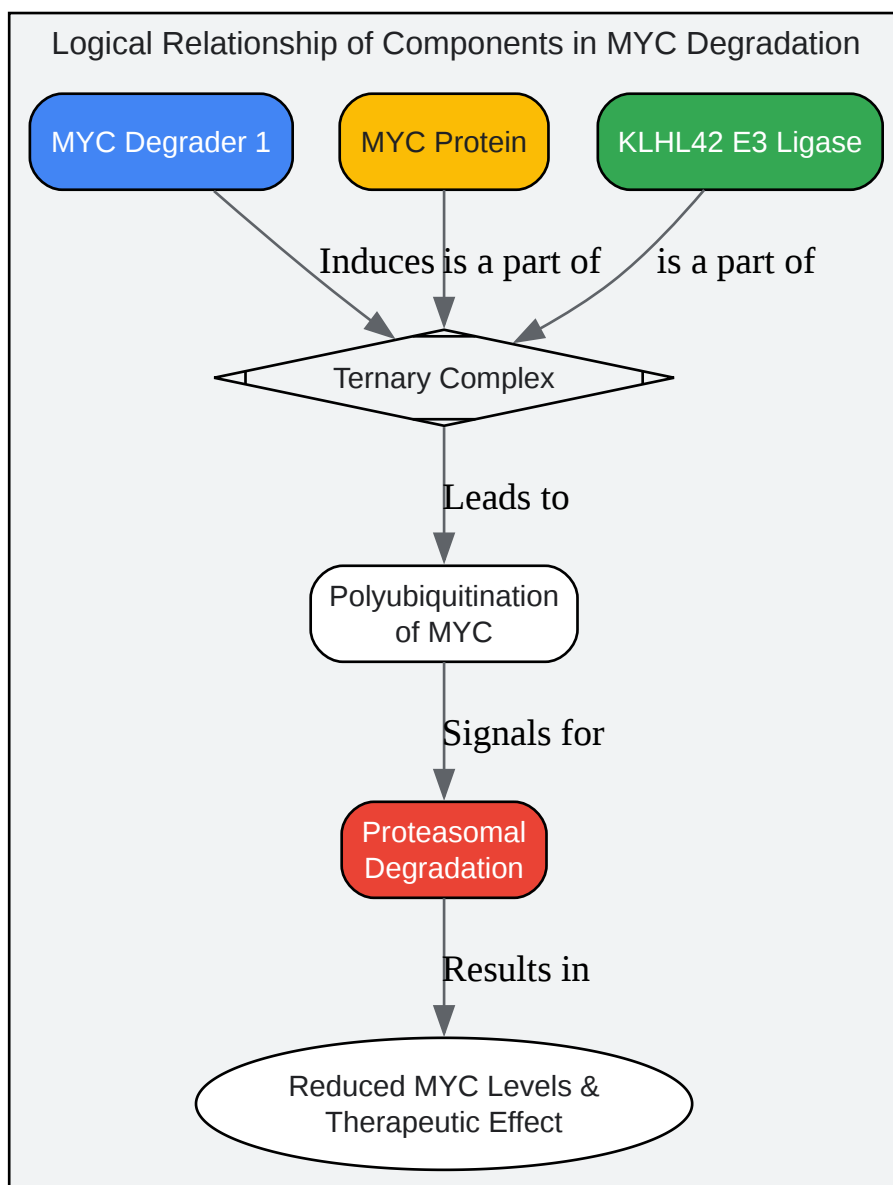 Logical Relationship of Components in MYC Degradation
MYC Degrader 1
MYC Protein
KLHL42 E3 Ligase
Induces
is a part of
is a part of
Ternary Complex
Leads to
Polyubiquitination
of MYC
Signals for
Proteasomal
Degradation
Results in
Reduced MYC Levels &
Therapeutic Effect